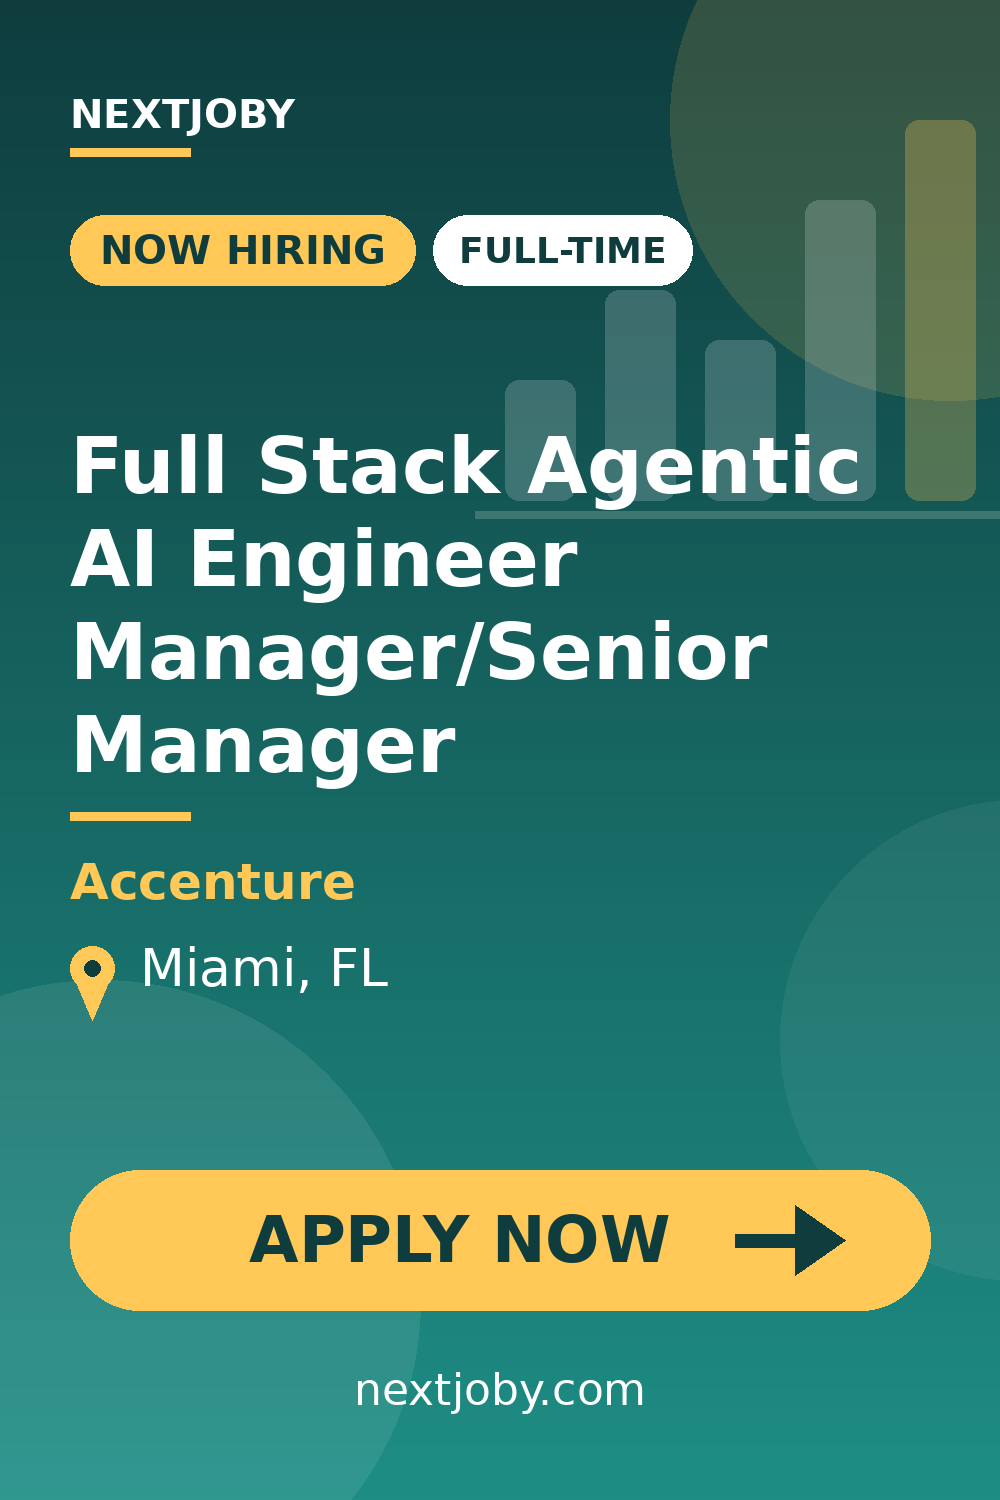 NEXTJOBY
NOW HIRING FULL-TIME
Full Stack Agentic
AI Engineer
Manager/Senior
Manager
Accenture
Miami, FL
APPLY NOW
nextjoby.com